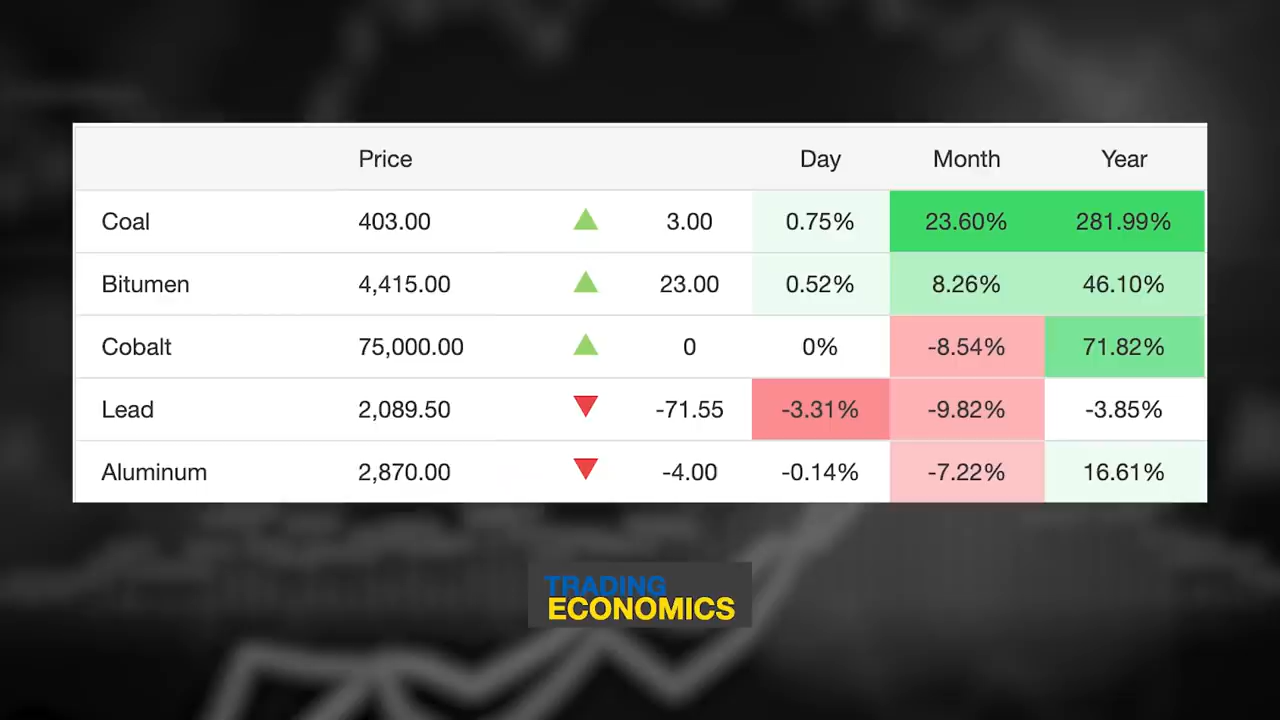 Price Day Month Year
Coal 403.00 3.00 0.75% 23.60% 281.99%
Bitumen 4,415.00 23.00 0.52% 8.26% 46.10%
Cobalt 75,000.00 0 0% -8.54% 71.82%
Lead 2,089.50 -71.55 -3.31% -9.82% -3.85%
Aluminum 2,870.00 -4.00 -0.14% -7.22% 16.61%
TRADING
ECONOMICS